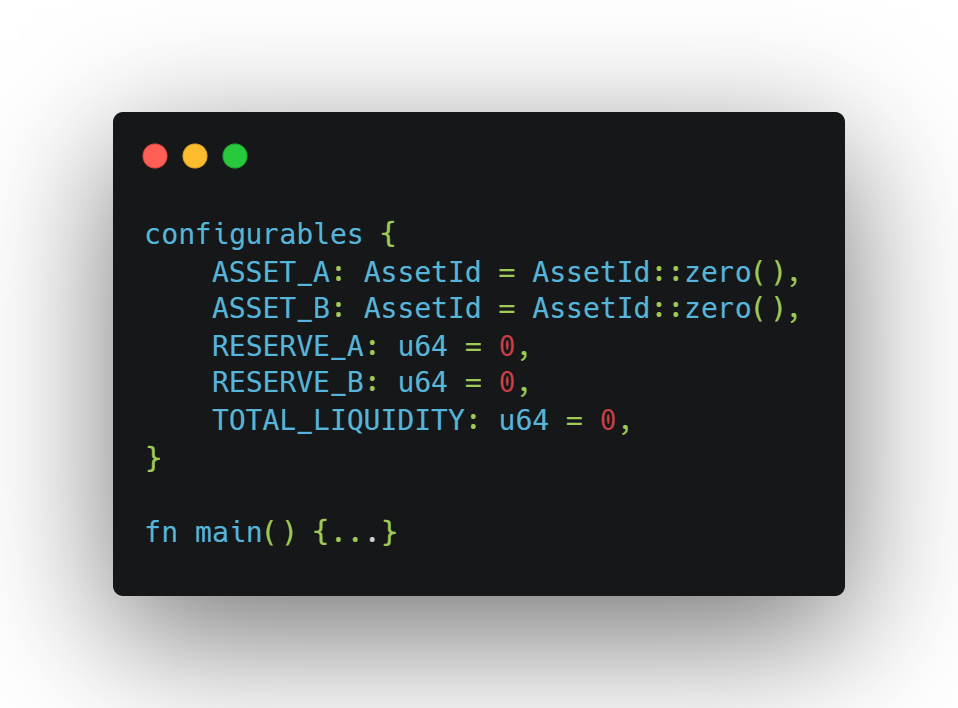 configurables {
    ASSET_A: AssetId = AssetId::zero(),
    ASSET_B: AssetId = AssetId::zero(),
    RESERVE_A: u64 = 0,
    RESERVE_B: u64 = 0,
    TOTAL_LIQUIDITY: u64 = 0,
}
fn main() {...}